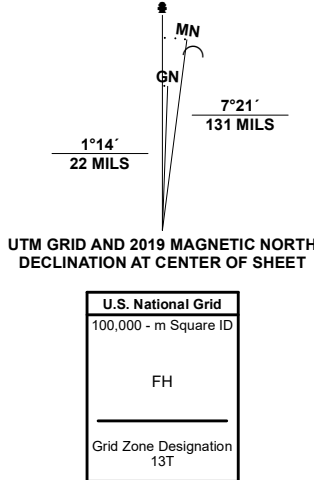 MN
GN
7°21´
131 MILS
1°14´
22 MILS
UTM GRID AND 2019 MAGNETIC NORTH
DECLINATION AT CENTER OF SHEET
U.S. National Grid
100,000 - m Square ID
FH
Grid Zone Designation
13T